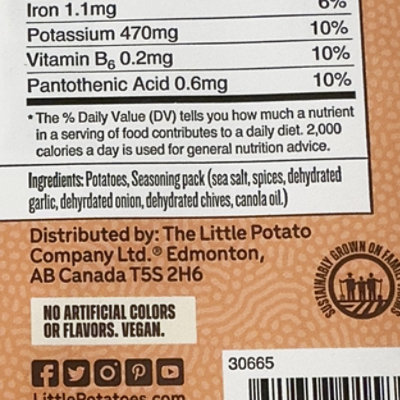 Iron 1.1mg 6%
Potassium 470mg 10%
Vitamin B6 0.2mg 10%
Pantothenic Acid 0.6mg 10%
* The % Daily Value (DV) tells you how much a nutrient
in a serving of food contributes to a daily diet. 2,000
calories a day is used for general nutrition advice.
Ingredients: Potatoes, Seasoning pack (sea salt, spices, dehydrated
garlic, dehydrated onion, dehydrated chives, canola oil.)
Distributed by: The Little Potato
Company Ltd.® Edmonton,
AB Canada T5S 2H6
SUSTAINABLY GROWN ON FAMILY FARMS
NO ARTIFICIAL COLORS
OR FLAVORS. VEGAN.
30665
LittlePotatoes.com